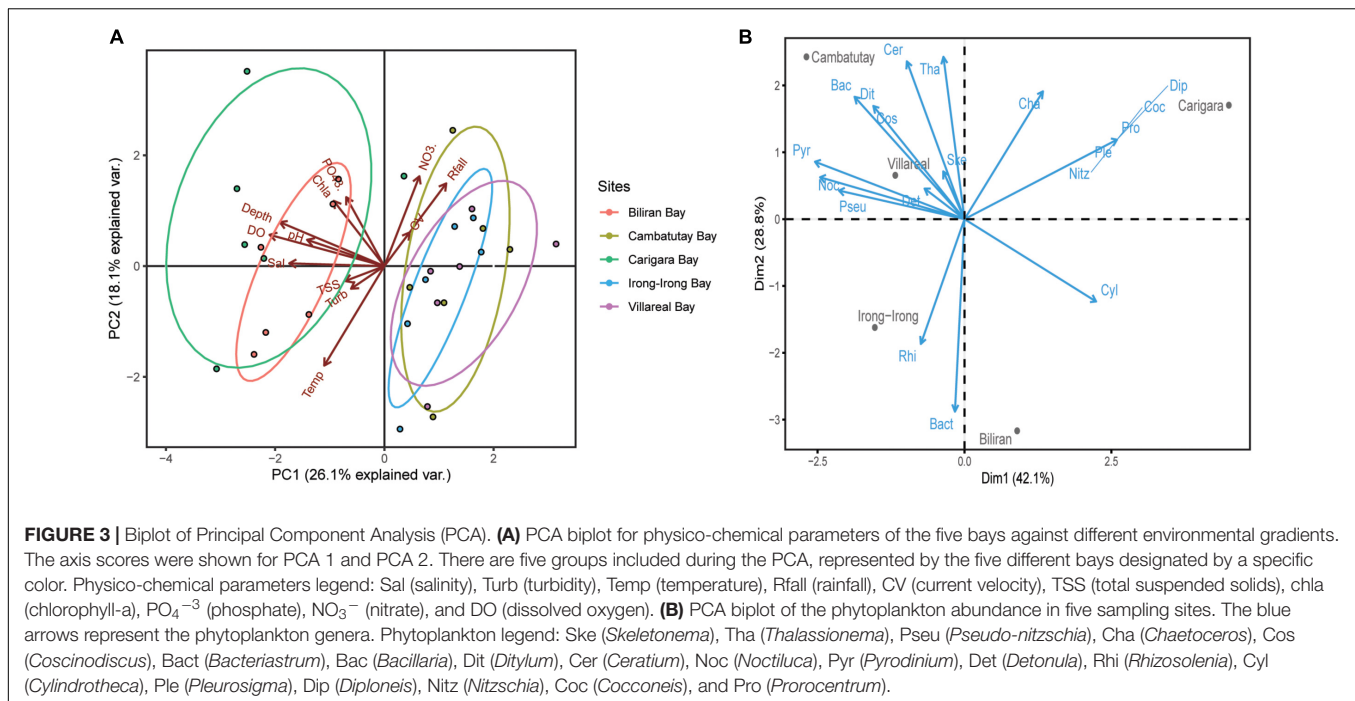 A
2
0
-2
-4
-2
0
2
PC2 (18.1% explained var.)
PC1 (26.1% explained var.)
PO43.
Chla
Depth
DO
pH
Sal
TSS
Turb
Temp
NO3.
Rfall
CV
Sites
Biliran Bay
Cambatutay Bay
Carigara Bay
Irong-Irong Bay
Villareal Bay
B
2
1
0
-1
-2
-3
-2.5
0.0
2.5
Dim2 (28.8%)
Dim1 (42.1%)
Cambatutay
Cer
Tha
Bac
Dit
Cos
Cha
Dip
Coc
Carigara
Pro
Ple
Nitz
Pyr
Villareal
Ske
Noc
Det
Pseu
Cyl
Irong-Irong
Rhi
Bact
Biliran
FIGURE 3 | Biplot of Principal Component Analysis (PCA). (A) PCA biplot for physico-chemical parameters of the five bays against different environmental gradients.
The axis scores were shown for PCA 1 and PCA 2. There are five groups included during the PCA, represented by the five different bays designated by a specific
color. Physico-chemical parameters legend: Sal (salinity), Turb (turbidity), Temp (temperature), Rfall (rainfall), CV (current velocity), TSS (total suspended solids), chla
(chlorophyll-a), PO₄⁻³ (phosphate), NO₃⁻ (nitrate), and DO (dissolved oxygen). (B) PCA biplot of the phytoplankton abundance in five sampling sites. The blue
arrows represent the phytoplankton genera. Phytoplankton legend: Ske (Skeletonema), Tha (Thalassionema), Pseu (Pseudo-nitzschia), Cha (Chaetoceros), Cos
(Coscinodiscus), Bact (Bacteriastrum), Bac (Bacillaria), Dit (Ditylum), Cer (Ceratium), Noc (Noctiluca), Pyr (Pyrodinium), Det (Detonula), Rhi (Rhizosolenia), Cyl
(Cylindrotheca), Ple (Pleurosigma), Dip (Diploneis), Nitz (Nitzschia), Coc (Cocconeis), and Pro (Prorocentrum).